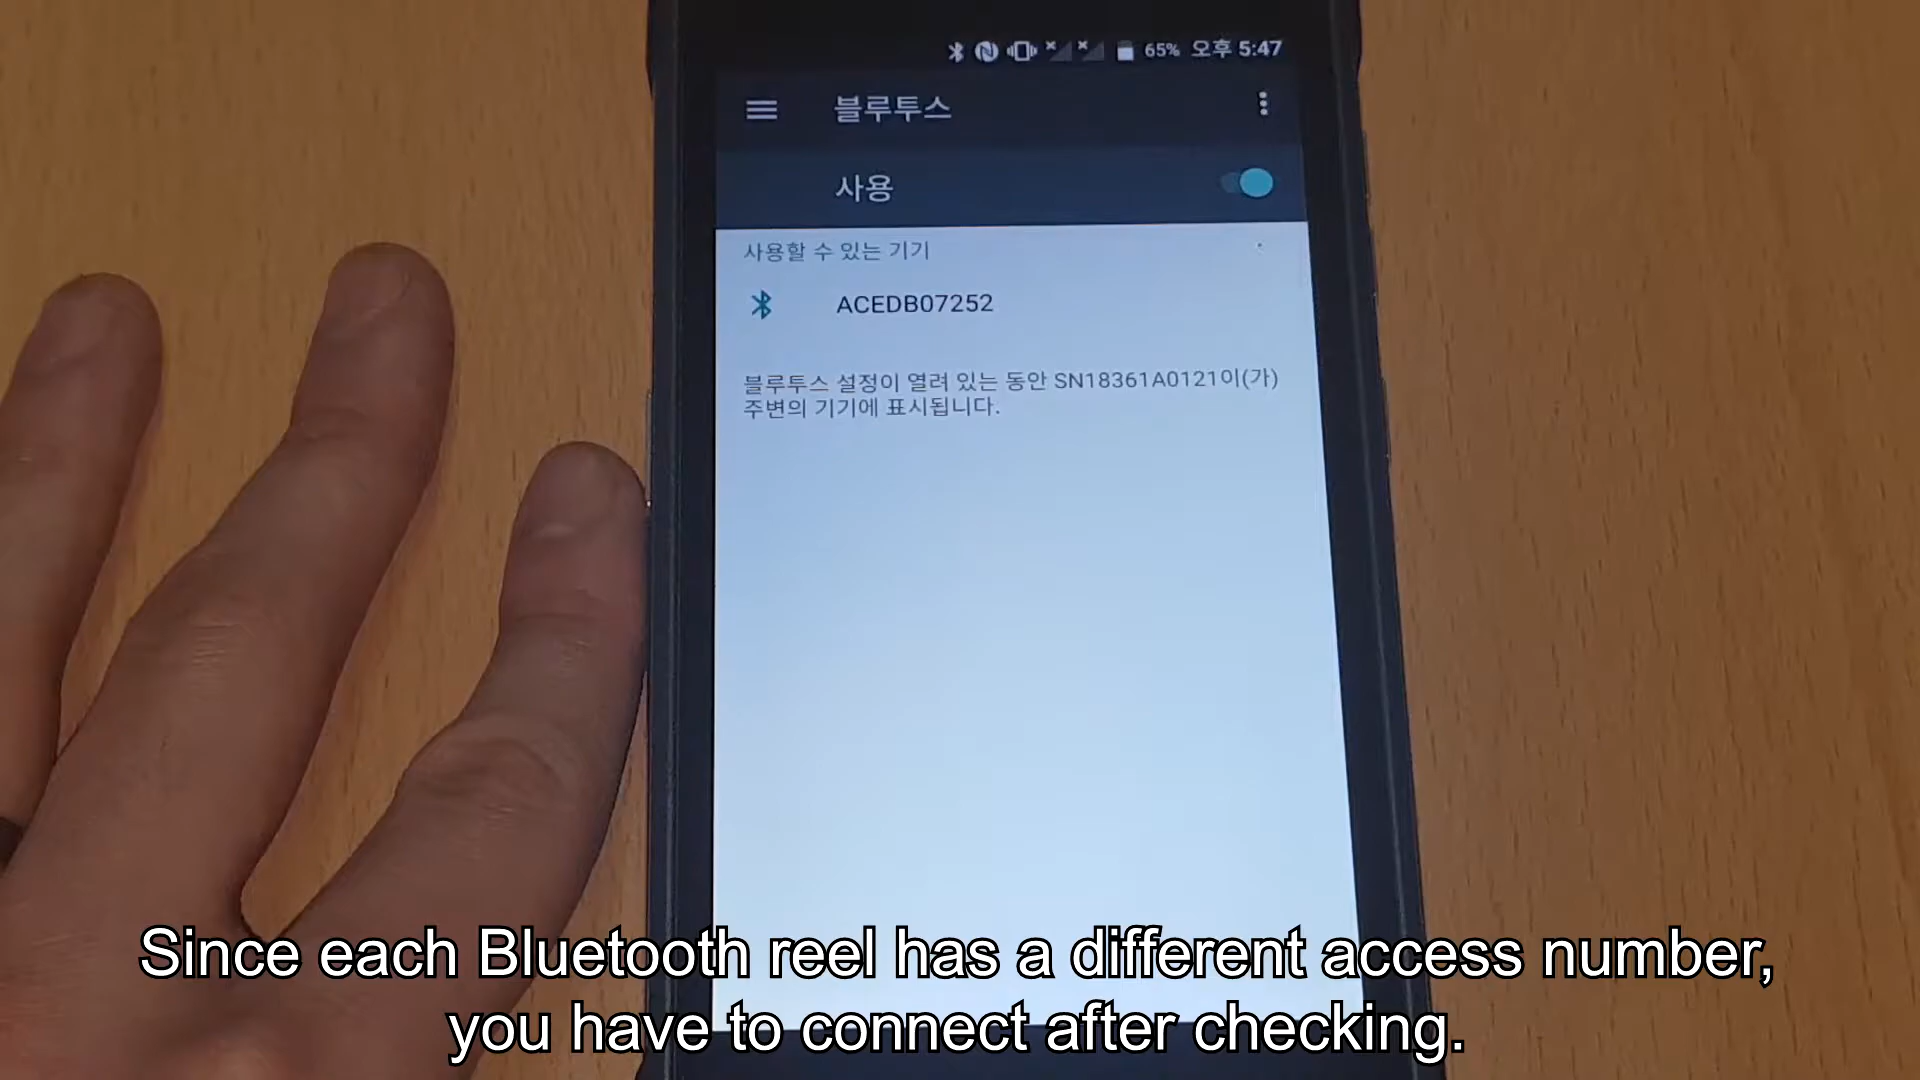 65% 오후 5:47
블루투스
사용
사용할 수 있는 기기
ACEDB07252
블루투스 설정이 열려 있는 동안 SN18361A0121이(가)
주변의 기기에 표시됩니다.
Since each Bluetooth reel has a different access number,
you have to connect after checking.